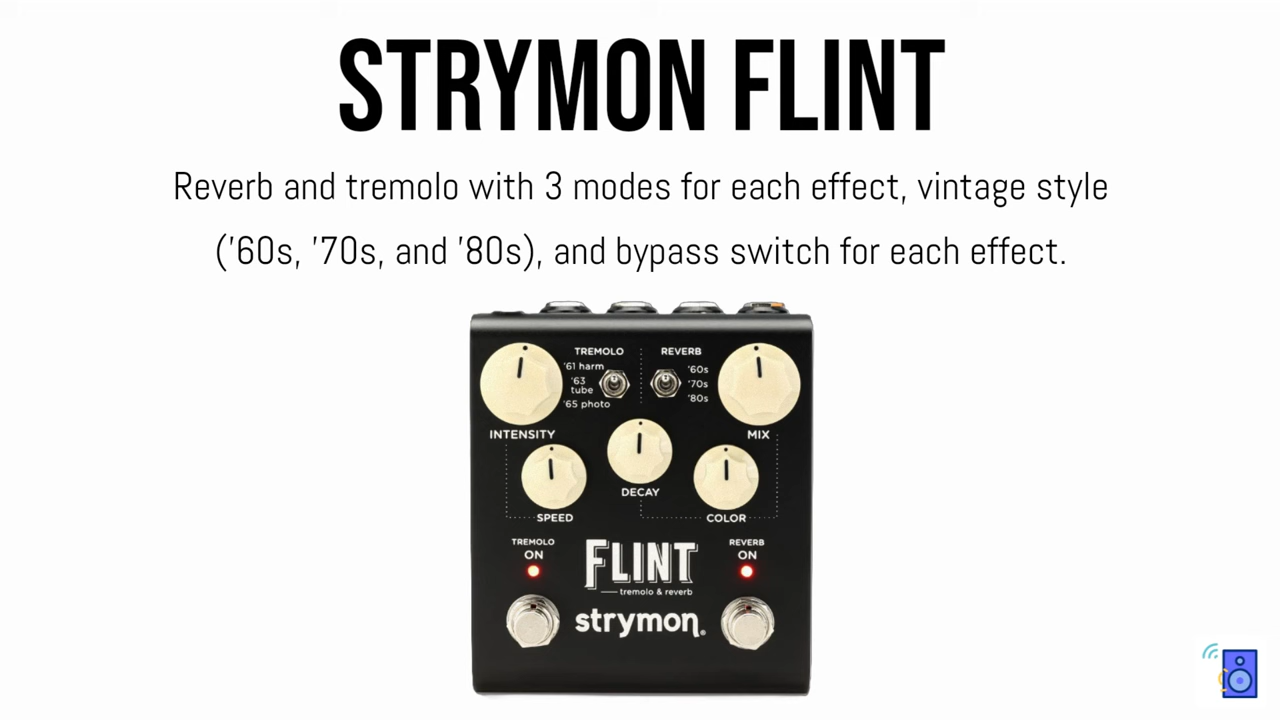 STRYMON FLINT
Reverb and tremolo with 3 modes for each effect, vintage style
('60s, '70s, and '80s), and bypass switch for each effect.
TREMOLO
'61 harm
'63
tube
'65 photo
REVERB
'60s
'70s
'80s
INTENSITY
MIX
DECAY
SPEED
COLOR
TREMOLO
ON
REVERB
ON
FLINT
tremolo & reverb
strymon®